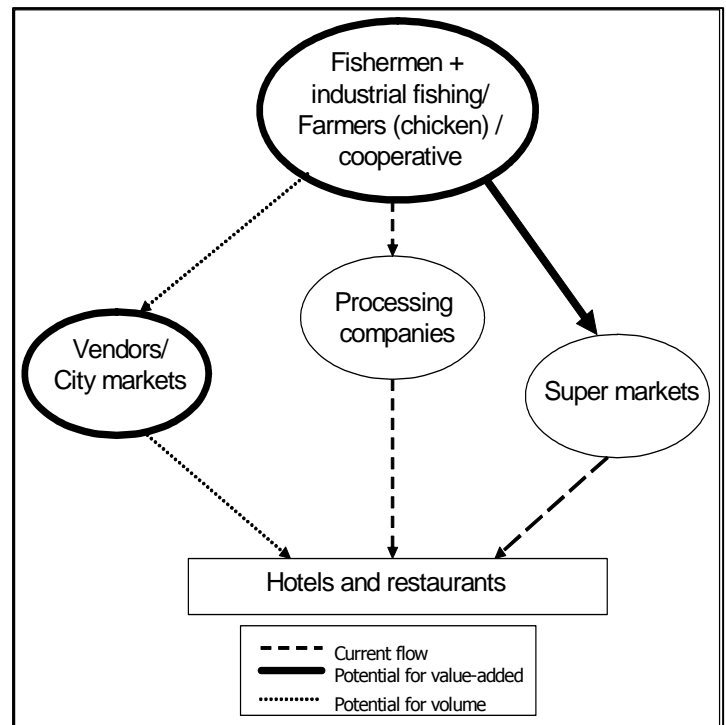 Fishermen +
industrial fishing/
Farmers (chicken) /
cooperative
Processing
companies
Vendors/
City markets
Super markets
Hotels and restaurants
Current flow
Potential for value-added
Potential for volume